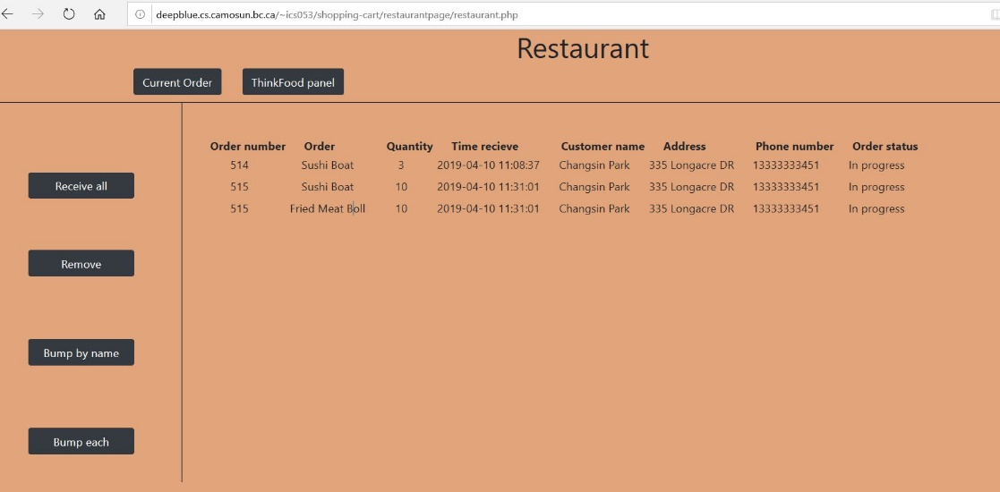 deepblue.cs.camosun.bc.ca/~ics053/shopping-cart/restaurantpage/restaurant.php
Restaurant
Current Order ThinkFood panel
Order number Order Quantity Time recieve Customer name Address Phone number Order status
514 Sushi Boat 3 2019-04-10 11:08:37 Changsin Park 335 Longacre DR 13333333451 In progress
515 Sushi Boat 10 2019-04-10 11:31:01 Changsin Park 335 Longacre DR 13333333451 In progress
515 Fried Meat Boll 10 2019-04-10 11:31:01 Changsin Park 335 Longacre DR 13333333451 In progress
Receive all
Remove
Bump by name
Bump each